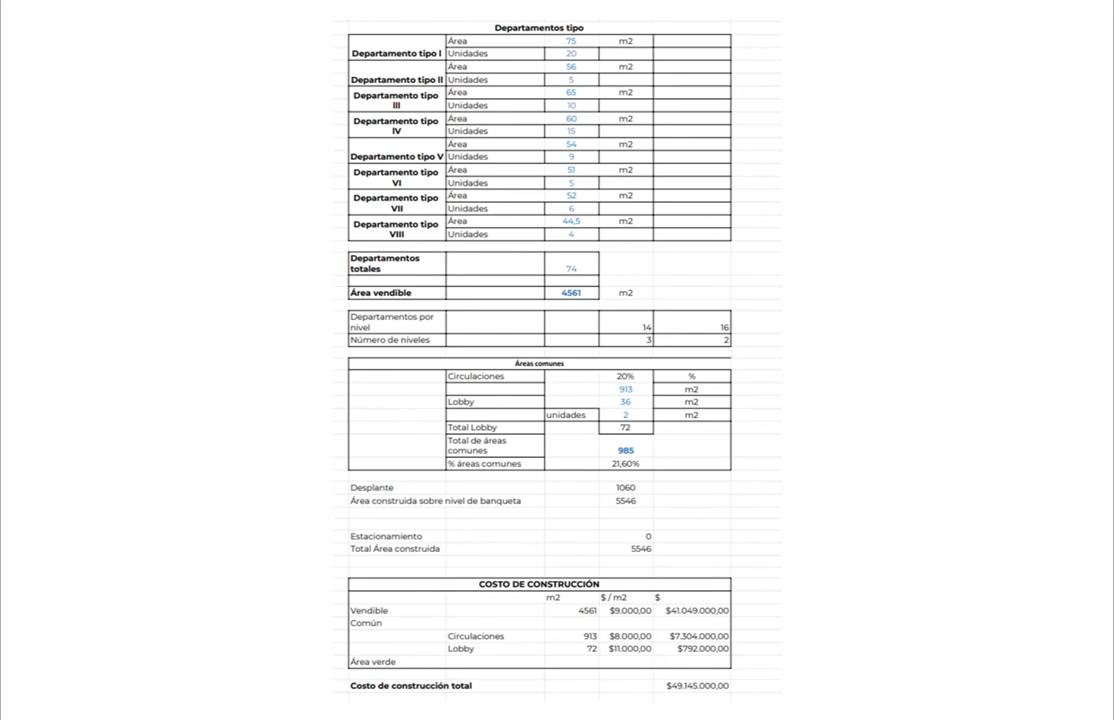 Departamentos tipo
Área 75 m2
Departamento tipo I Unidades 20
Área 56 m2
Departamento tipo II Unidades 5
Departamento tipo Área 65 m2
III Unidades 10
Departamento tipo Área 60 m2
IV Unidades 15
Área 54 m2
Departamento tipo V Unidades 9
Departamento tipo Área 51 m2
VI Unidades 5
Departamento tipo Área 52 m2
VII Unidades 6
Departamento tipo Área 44,5 m2
VIII Unidades 4
Departamentos
totales 74
Área vendible 4561 m2
Departamentos por
nivel 14 16
Número de niveles 3 2
Áreas comunes
Circulaciones 20% %
913 m2
Lobby 36 m2
unidades 2 m2
Total Lobby 72
Total de áreas
comunes 985
% áreas comunes 21,60%
Desplante 1060
Área construida sobre nivel de banqueta 5546
Estacionamiento 0
Total Área construida 5546
COSTO DE CONSTRUCCIÓN
m2 $ / m2 $
Vendible 4561 $9.000,00 $41.049.000,00
Común
Circulaciones 913 $8.000,00 $7.304.000,00
Lobby 72 $11.000,00 $792.000,00
Área verde
Costo de construcción total $49.145.000,00